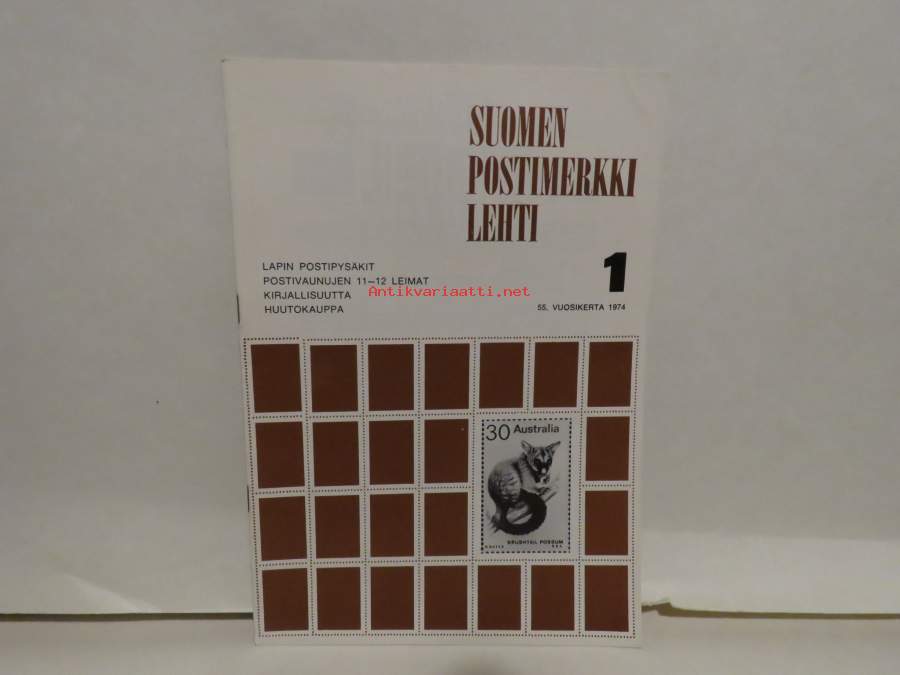 SUOMEN
POSTIMERKKI
LEHTI
1
55. VUOSIKERTA 1974
LAPIN POSTIPYSÄKIT
POSTIVAUNUJEN 11–12 LEIMAT
KIRJALLISUUTTA
HUUTOKAUPPA
Antikvariaatti.net
30 Australia
BRUSHTAIL POSSUM